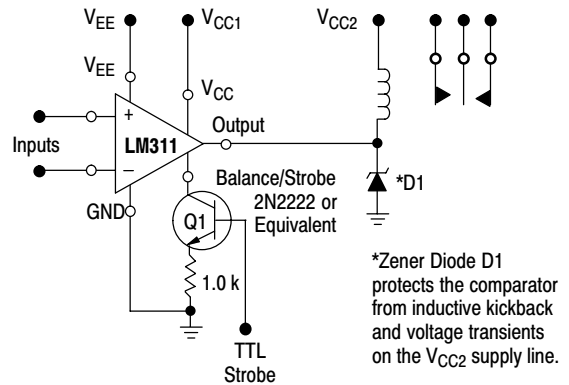 VEE
VCC1
VCC2
VEE
VCC
+
Inputs
LM311
Output
–
Balance/Strobe
2N2222 or
Equivalent
*D1
GND
Q1
1.0 k
TTL
Strobe
*Zener Diode D1
protects the comparator
from inductive kickback
and voltage transients
on the VCC2 supply line.